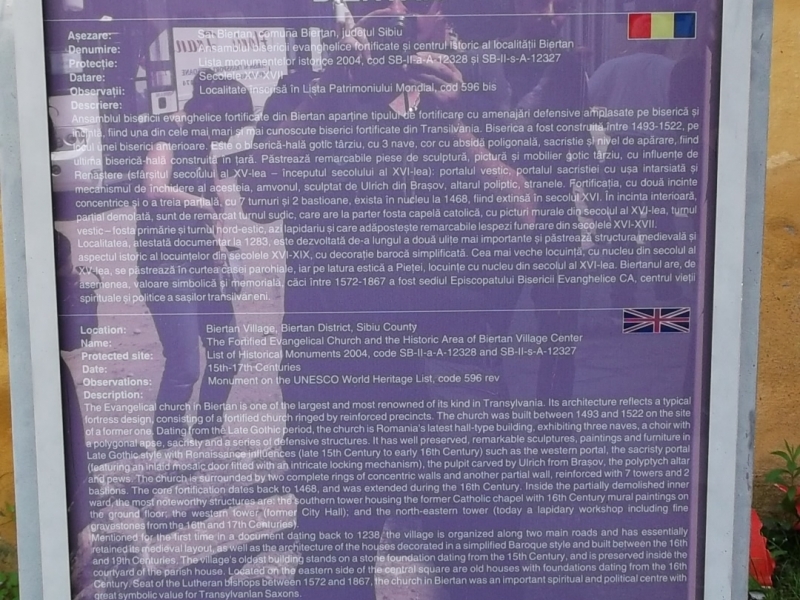 Așezare: Sat Biertan, comuna Biertan, județul Sibiu
Denumire: Ansamblul bisericii evanghelice fortificate și centrul istoric al localității Biertan
Protecție: Lista monumentelor istorice 2004, cod SB-II-a-A-12328 și SB-II-s-A-12327
Datare: Secolele XV-XVII
Observații: Localitate înscrisă în Lista Patrimoniului Mondial, cod 596 bis
Descriere:
Ansamblul bisericii evanghelice fortificate din Biertan aparține tipului de fortificare cu amenajări defensive amplasate pe biserică și
incintă, fiind una din cele mai mari și mai cunoscute biserici fortificate din Transilvania. Biserica a fost construită între 1493-1522, pe
locul unei biserici anterioare. Este o biserică-hală gotic târziu, cu 3 nave, cor cu absida poligonală, sacristie și nivel de apărare, fiind
ultima biserică-hală construită în țară. Păstrează remarcabile piese de sculptură, pictură și mobilier gotic târziu, cu influențe de
Renaștere (sfârșitul secolului al XV-lea – începutul secolului al XVI-lea): portalul vestic, portalul sacristiei cu ușa intarsiată și
mecanismul de închidere al acesteia, amvonul, sculptat de Ulrich din Brașov, altarul poliptic, stranele. Fortificația, cu două incinte
concentrice și o a treia parțială, cu 7 turnuri și 2 bastioane, exista în nucleu la 1468, fiind extinsă în secolul XVI. În incinta interioară,
parțial demolată, sunt de remarcat turnul sudic, care are la parter fosta capelă catolică, cu picturi murale din secolul al XVI-lea, turnul
vestic – fosta primărie și turnul nord-estic, azi lapidariu și care adăpostește remarcabile lespezi funerare din secolele XVI-XVII.
Localitatea, atestată documentar la 1283, este dezvoltată de-a lungul a două ulițe mai importante și păstrează structura medievală și
aspectul istoric al locuințelor din secolele XVI-XIX, cu decorație barocă simplificată. Cea mai veche locuință, cu nucleu din secolul al
XV-lea, se păstrează în curtea casei parohiale, iar pe latura estică a Pieței, locuințe cu nucleu din secolul al XVI-lea. Biertanul are, de
asemenea, valoare simbolică și memorială, căci între 1572-1867 a fost sediul Episcopatului Bisericii Evanghelice CA, centrul vieții
spirituale și politice a sașilor transilvăneni.
Location: Biertan Village, Biertan District, Sibiu County
Name: The Fortified Evangelical Church and the Historic Area of Biertan Village Center
Protected site: List of Historical Monuments 2004, code SB-II-a-A-12328 and SB-II-s-A-12327
Date: 15th-17th Centuries
Observations: Monument on the UNESCO World Heritage List, code 596 rev
Description:
The Evangelical church in Biertan is one of the largest and most renowned of its kind in Transylvania. Its architecture reflects a typical
fortress design, consisting of a fortified church ringed by reinforced precincts. The church was built between 1493 and 1522 on the site
of a former one. Dating from the Late Gothic period, the church is Romania's latest hall-type building, exhibiting three naves, a choir with
a polygonal apse, sacristy and a series of defensive structures. It has well preserved, remarkable sculptures, paintings and furniture in
Late Gothic style with Renaissance influences (late 15th Century to early 16th Century) such as the western portal, the sacristy portal
(featuring an inlaid mosaic door fitted with an intricate locking mechanism), the pulpit carved by Ulrich from Brașov, the polyptych altar
and pews. The church is surrounded by two complete rings of concentric walls and another partial wall, reinforced with 7 towers and 2
bastions. The core fortification dates back to 1468, and was extended during the 16th Century. Inside the partially demolished inner
ward, the most noteworthy structures are: the southern tower housing the former Catholic chapel with 16th Century mural paintings on
the ground floor; the western tower (former City Hall); and the north-eastern tower (today a lapidary workshop including fine
gravestones from the 16th and 17th Centuries).
Mentioned for the first time in a document dating back to 1238, the village is organized along two main roads and has essentially
retained its medieval layout, as well as the architecture of the houses decorated in a simplified Baroque style and built between the 16th
and 19th Centuries. The village's oldest building stands on a stone foundation dating from the 15th Century, and is preserved inside the
courtyard of the parish house. Located on the eastern side of the central square are old houses with foundations dating from the 16th
Century. Seat of the Lutheran bishops between 1572 and 1867, the church in Biertan was an important spiritual and political centre with
great symbolic value for Transylvanian Saxons.